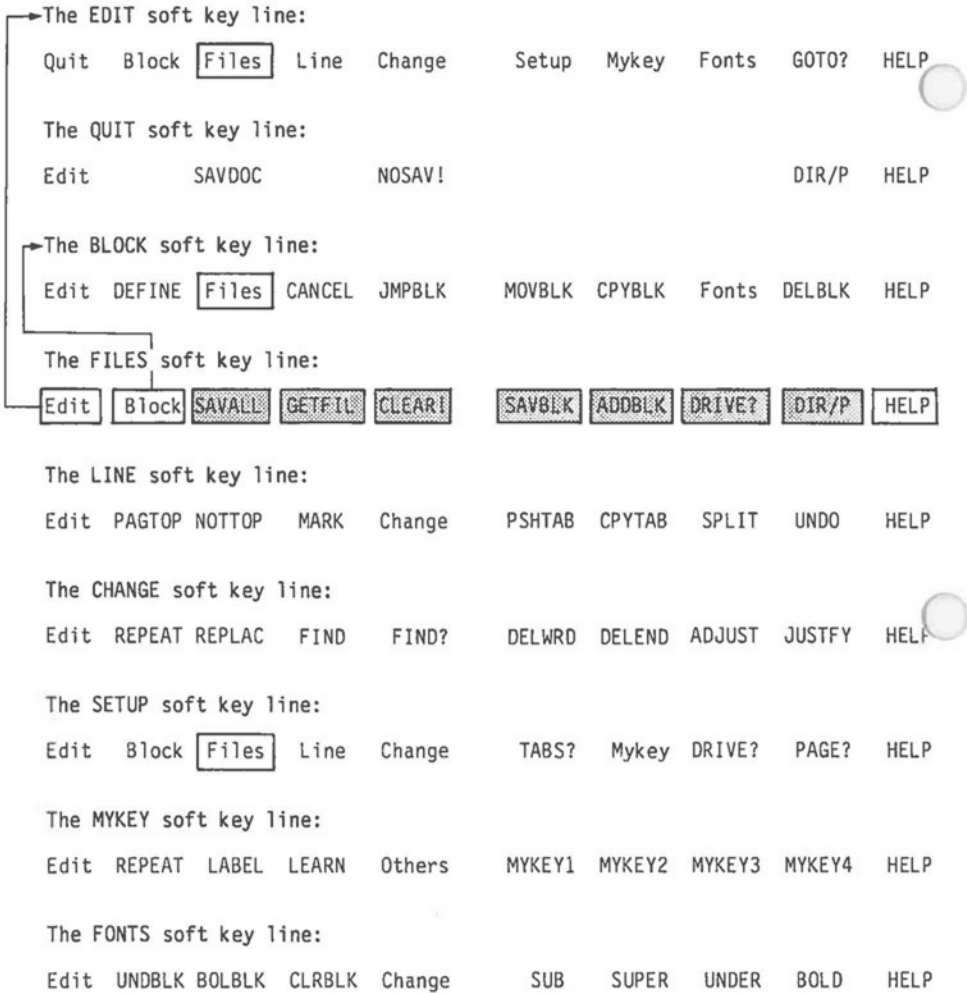 The EDIT soft key line:
Quit Block Files Line Change Setup Mykey Fonts GOTO? HELP
The QUIT soft key line:
Edit SAVDOC NOSAV! DIR/P HELP
The BLOCK soft key line:
Edit DEFINE Files CANCEL JMPBLK MOVBLK CPYBLK Fonts DELBLK HELP
The FILES soft key line:
Edit Block SAVALL GETFIL CLEAR! SAVBLK ADDBLK DRIVE? DIR/P HELP
The LINE soft key line:
Edit PAGTOP NOTTOP MARK Change PSHTAB CPYTAB SPLIT UNDO HELP
The CHANGE soft key line:
Edit REPEAT REPLAC FIND FIND? DELWRD DELEND ADJUST JUSTFY HELP
The SETUP soft key line:
Edit Block Files Line Change TABS? Mykey DRIVE? PAGE? HELP
The MYKEY soft key line:
Edit REPEAT LABEL LEARN Others MYKEY1 MYKEY2 MYKEY3 MYKEY4 HELP
The FONTS soft key line:
Edit UNDBLK BOLBLK CLRBLK Change SUB SUPER UNDER BOLD HELP